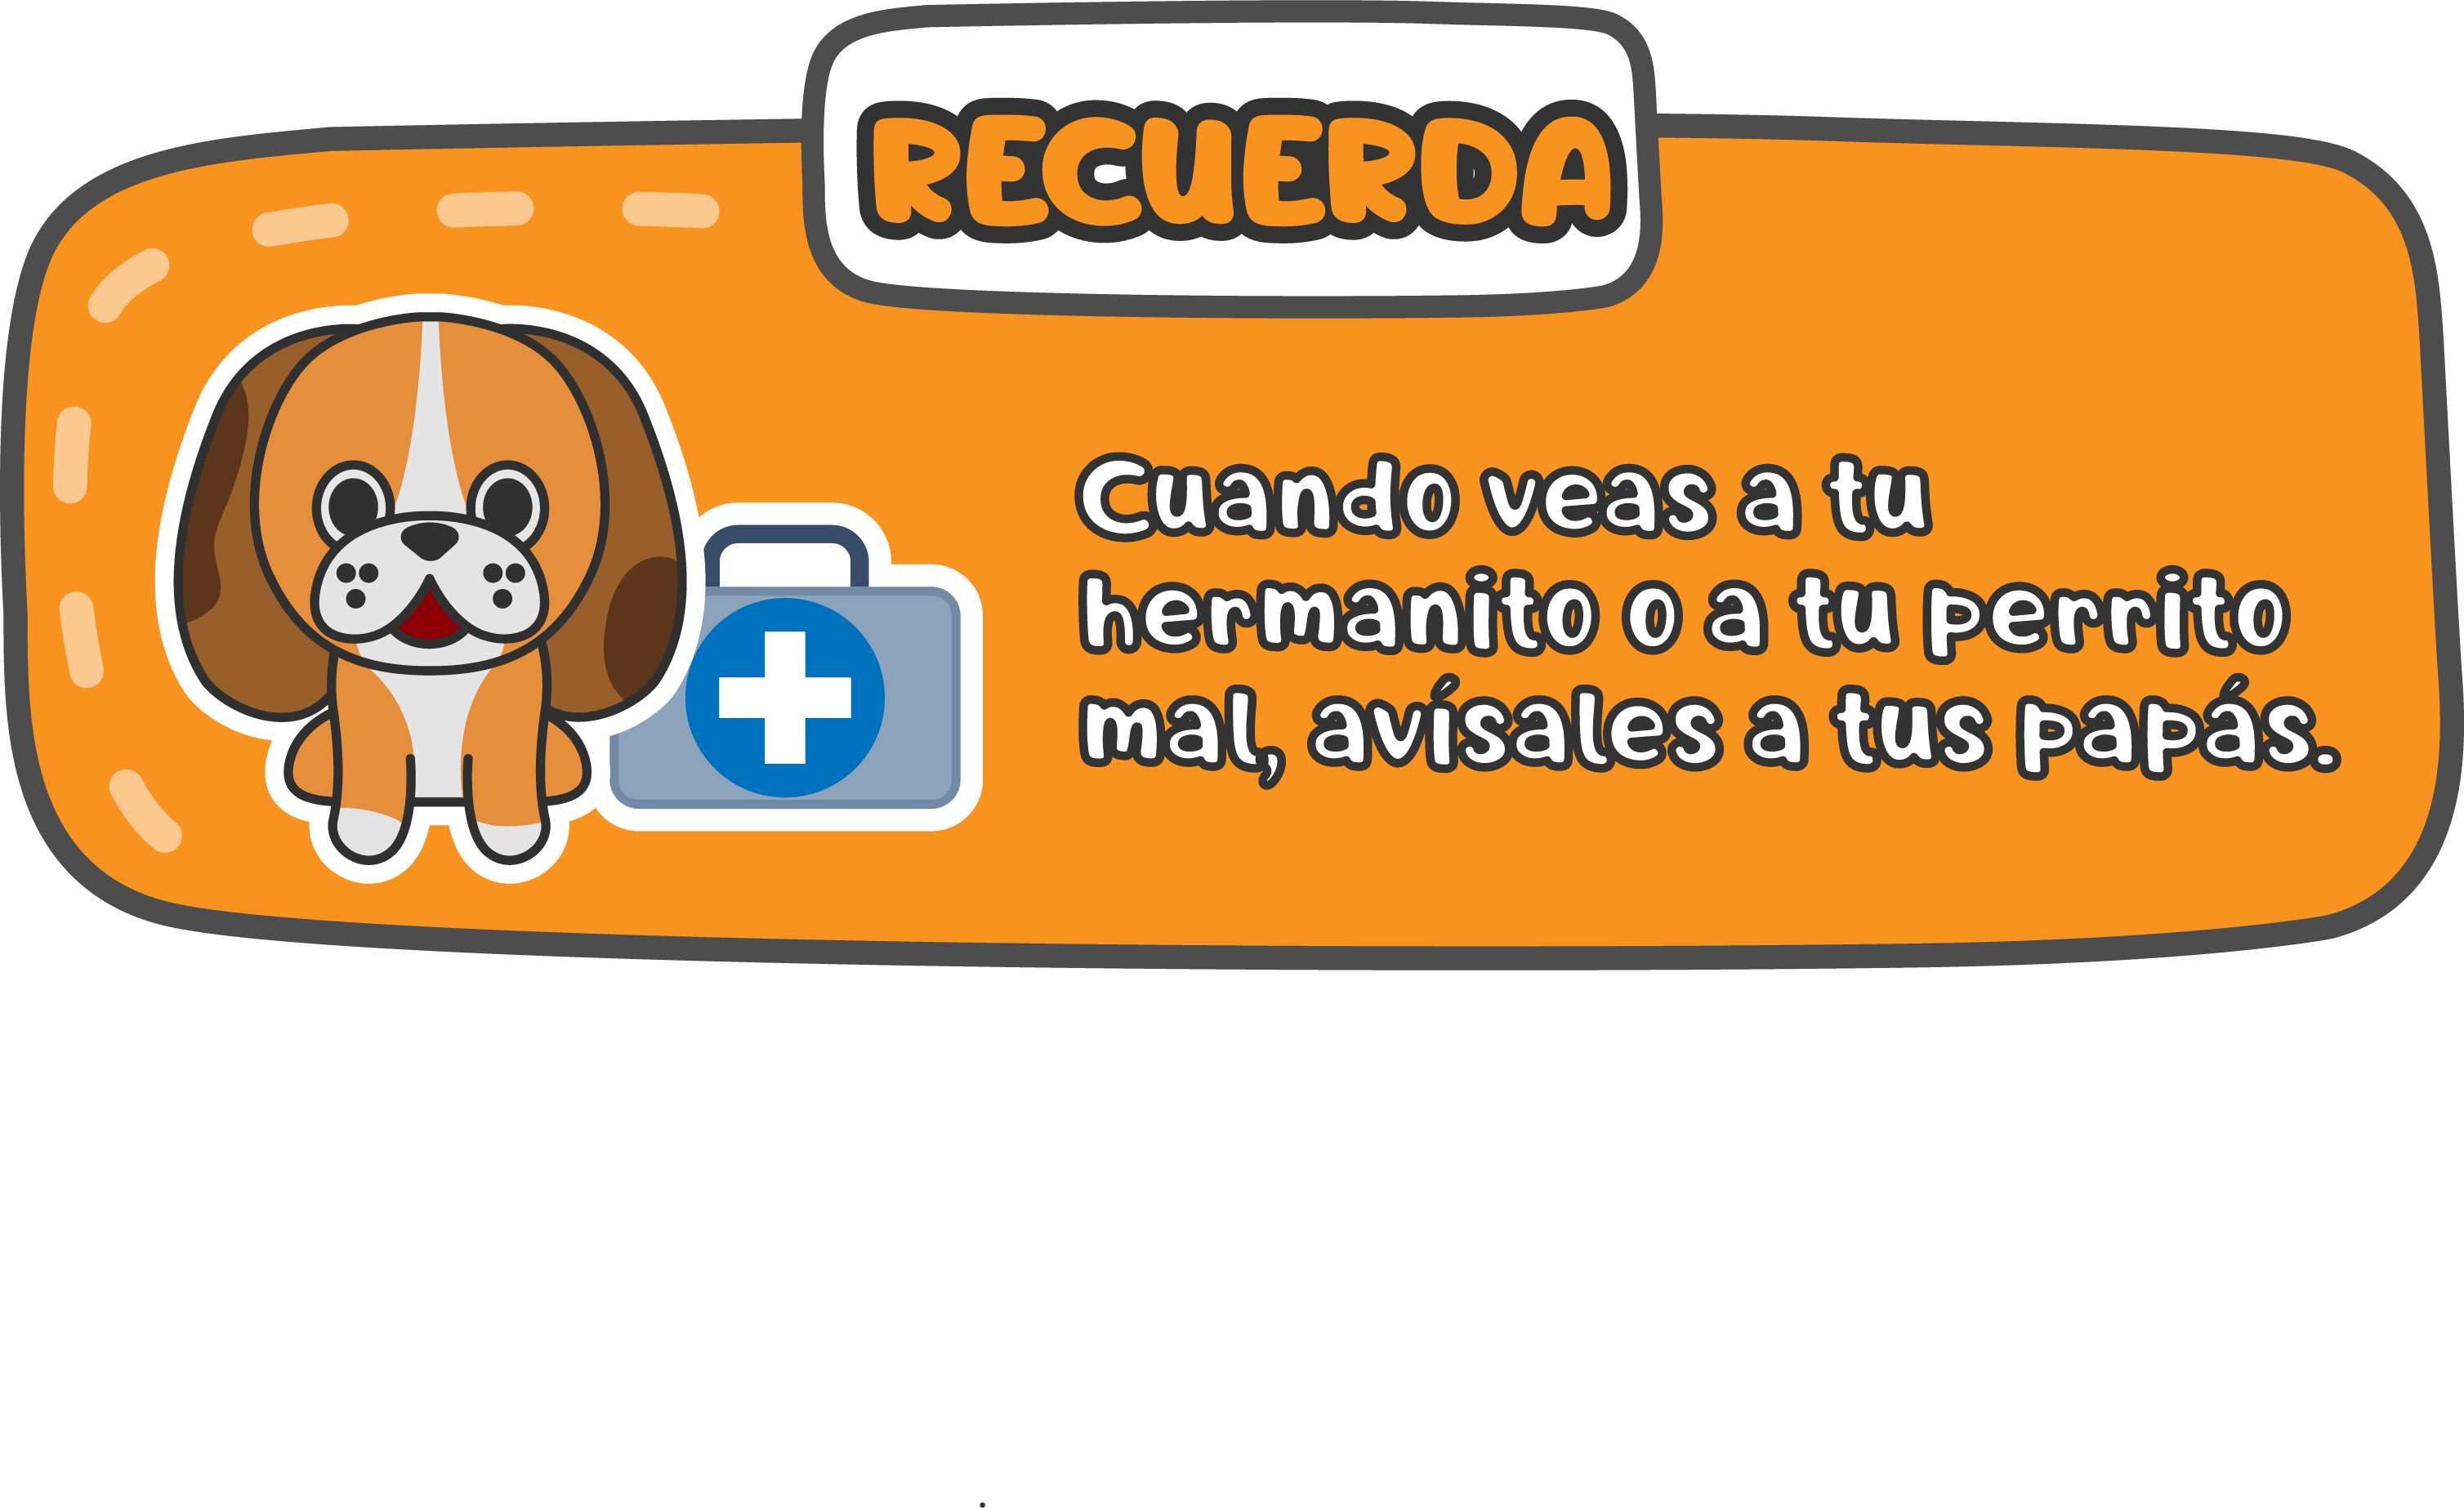 RECUERDA
Cuando veas a tu
hermanito o a tu perrito
mal, avísales a tus papás.